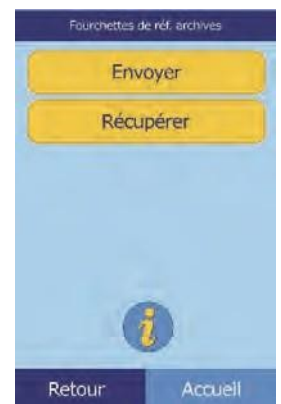 Fourchettes de réf. archives
Envoyer
Récupérer
i
Retour
Accueil